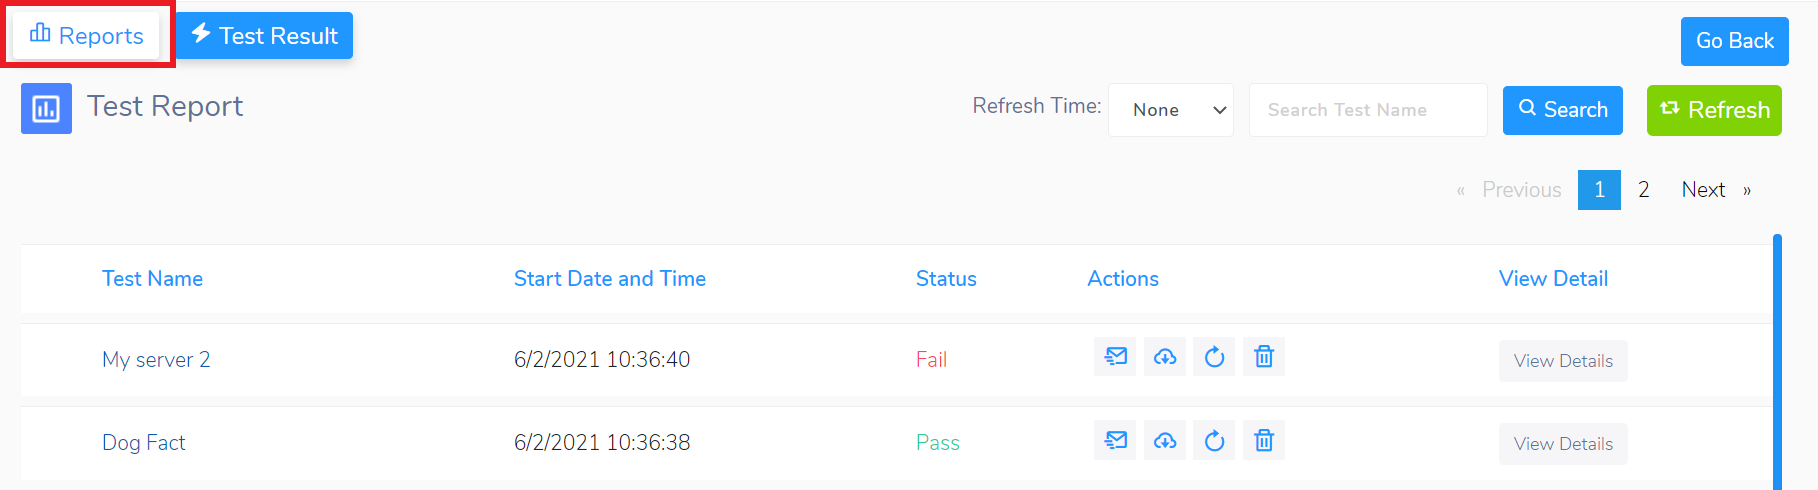 Reports Test Result Go Back
Test Report Refresh Time: None Search Test Name Search Refresh
« Previous 1 2 Next »
Test Name Start Date and Time Status Actions View Detail
My server 2 6/2/2021 10:36:40 Fail View Details
Dog Fact 6/2/2021 10:36:38 Pass View Details